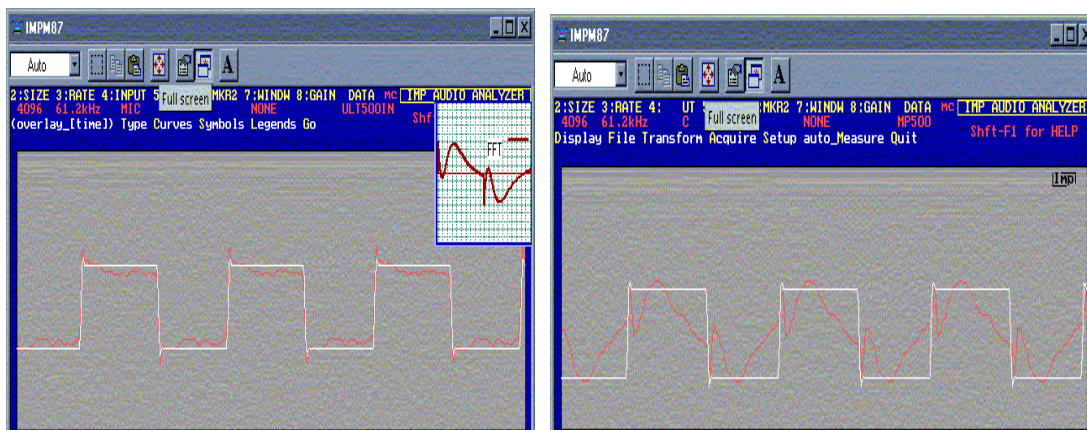 IMPM87
Auto
A
2:SIZE 3:RATE 4:INPUT 5 MKR2 7:WINDW 8:GAIN DATA MC IMP AUDIO ANALYZER
Full screen
4096 61.2kHz MIC NONE ULT500IN Shf
(overlay_[time]) Type Curves Symbols Legends Go
FFT
IMPM87
Auto
A
2:SIZE 3:RATE 4: UT MKR2 7:WINDW 8:GAIN DATA MC IMP AUDIO ANALYZER
Full screen
4096 61.2kHz C NONE MP500 Shft-F1 for HELP
Display File Transform Acquire Setup auto_Measure Quit
Imp